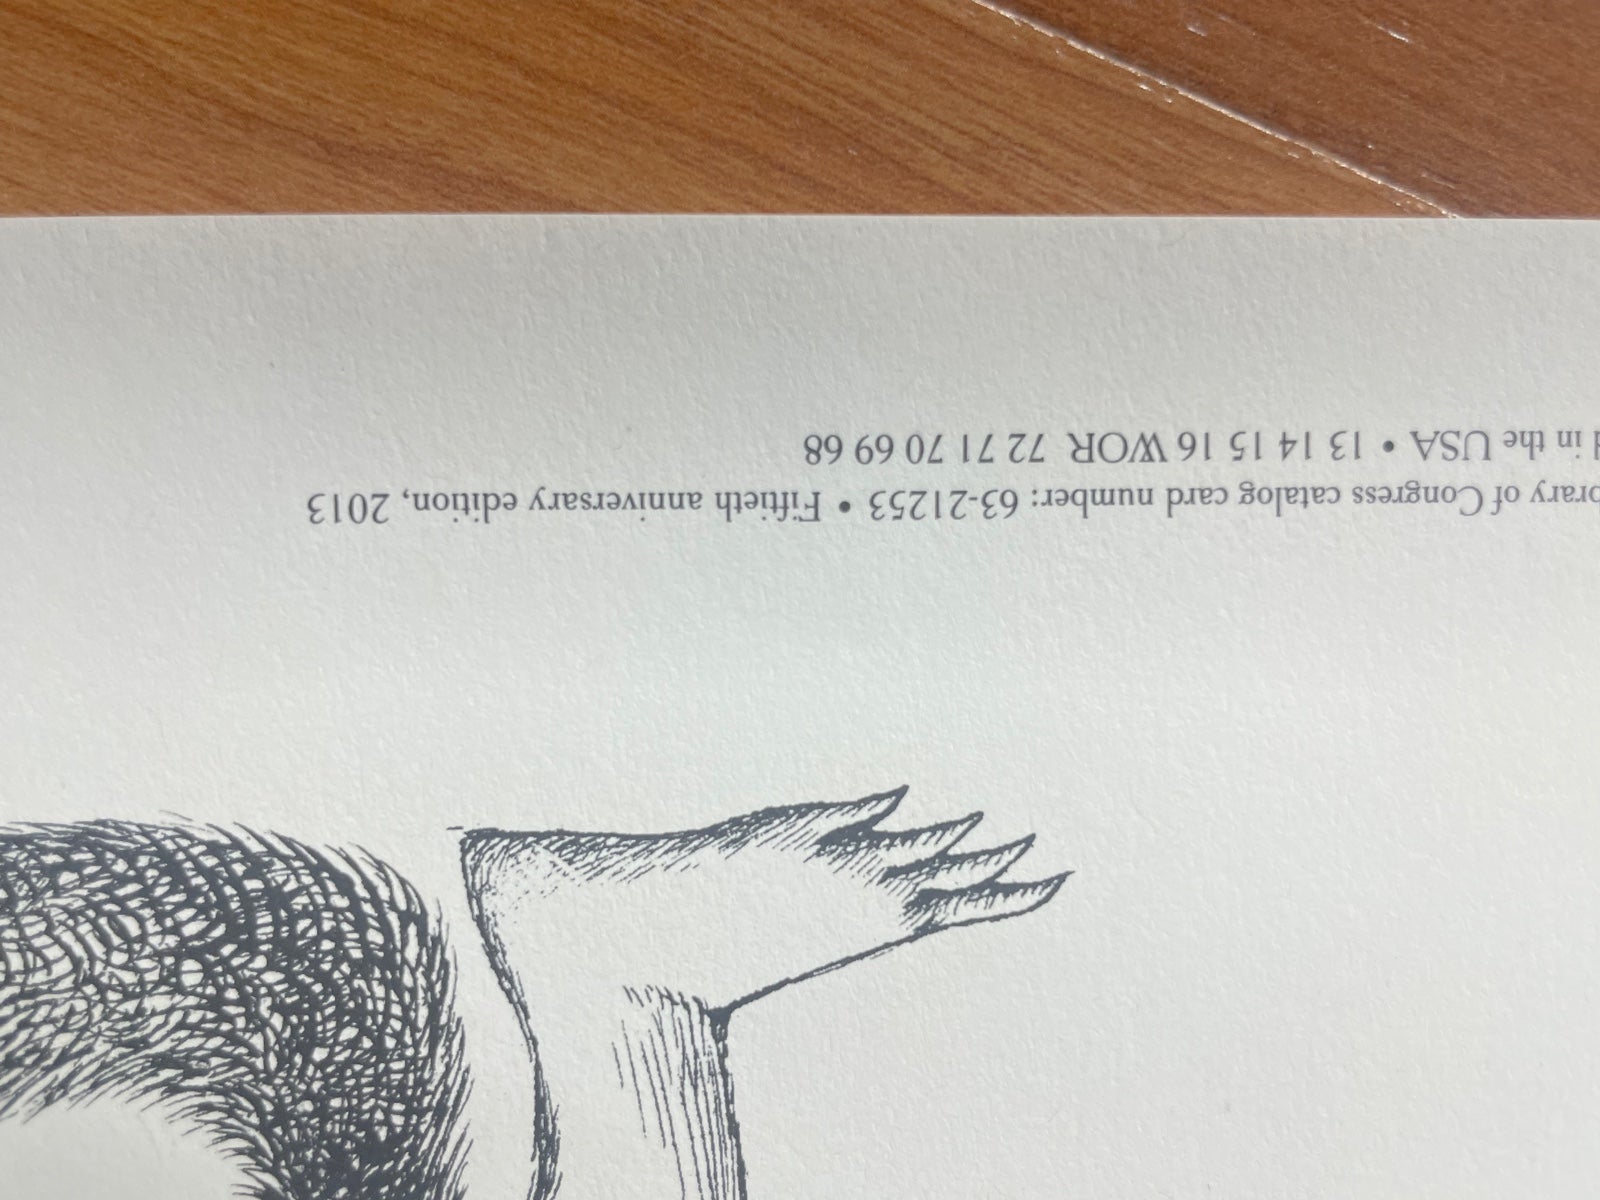 brary of Congress catalog card number: 63-21253 • Fiftieth anniversary edition, 2013
d in the USA • 13 14 15 16 WOR 72 71 70 69 68